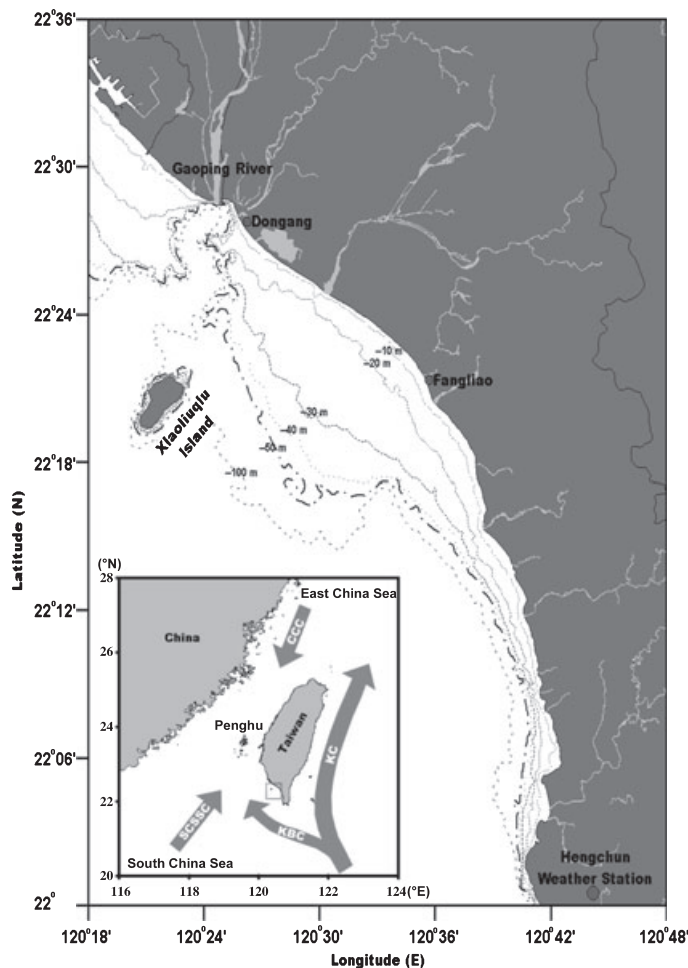 22° 36'
22° 30'
22° 24'
22° 18'
22° 12'
22° 06'
22°
Latitude (N)
Gaoping River
Dongang
Fangliao
–10 m
–20 m
–30 m
–40 m
–50 m
–100 m
Xiaoliuqiu
Island
Hengchun
Weather Station
(°N)
28
26
24
22
20
East China Sea
China
CCC
Penghu
Taiwan
KC
SCSSC
KBC
South China Sea
116
118
120
122
124
(°E)
120° 18'
120° 24'
120° 30'
120° 36'
120° 42'
120° 48'
Longitude (E)